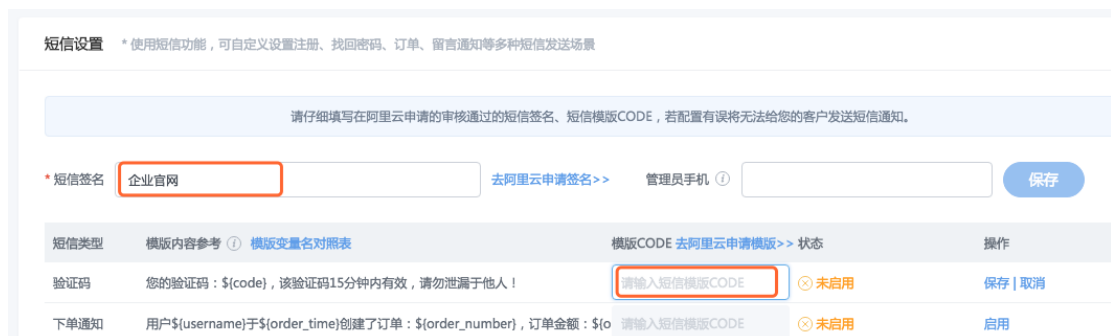 短信设置 * 使用短信功能，可自定义设置注册、找回密码、订单、留言通知等多种短信发送场景
请仔细填写在阿里云申请的审核通过的短信签名、短信模版CODE，若配置有误将无法给您的客户发送短信通知。
* 短信签名 企业官网 去阿里云申请签名>> 管理员手机 保存
短信类型 模版内容参考 模版变量名对照表 模版CODE 去阿里云申请模版>> 状态 操作
验证码 您的验证码：${code}，该验证码15分钟内有效，请勿泄漏于他人！ 请输入短信模版CODE 未启用 保存 | 取消
下单通知 用户${username}于${order_time}创建了订单：${order_number}，订单金额：${o 请输入短信模版CODE 未启用 启用